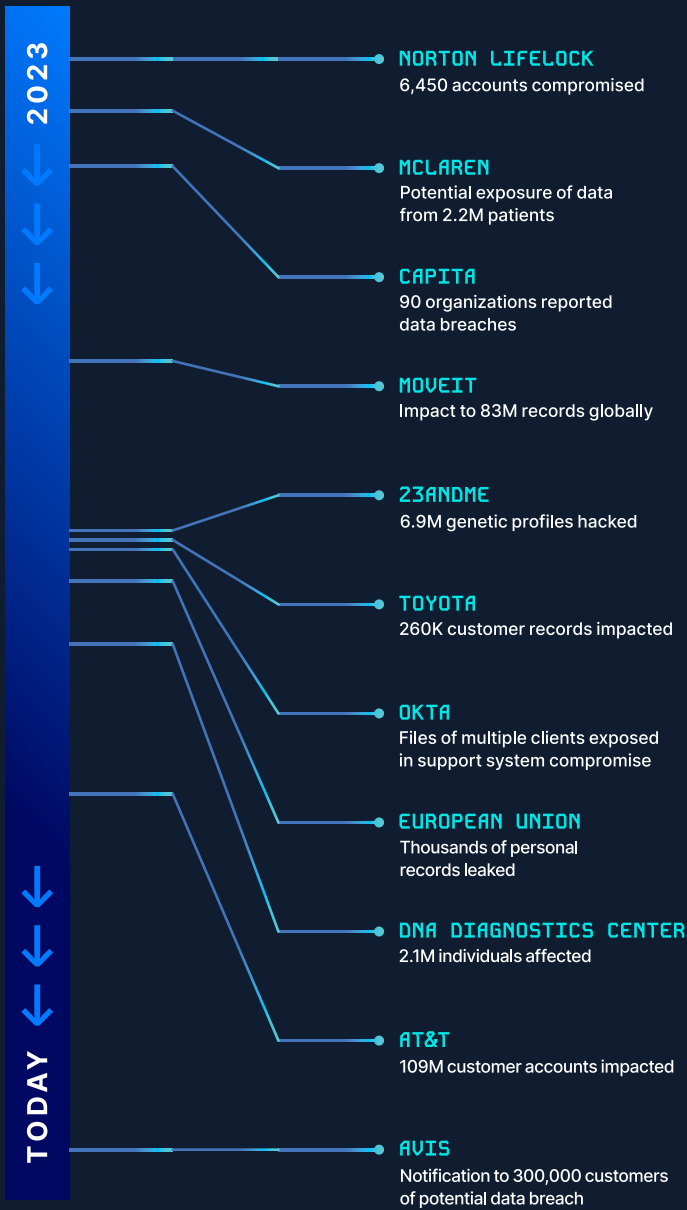 2023
NORTON LIFELOCK
6,450 accounts compromised
MCLAREN
Potential exposure of data
from 2.2M patients
CAPITA
90 organizations reported
data breaches
MOVEIT
Impact to 83M records globally
23ANDME
6.9M genetic profiles hacked
TOYOTA
260K customer records impacted
OKTA
Files of multiple clients exposed
in support system compromise
EUROPEAN UNION
Thousands of personal
records leaked
DNA DIAGNOSTICS CENTER
2.1M individuals affected
AT&T
109M customer accounts impacted
TODAY
AVIS
Notification to 300,000 customers
of potential data breach